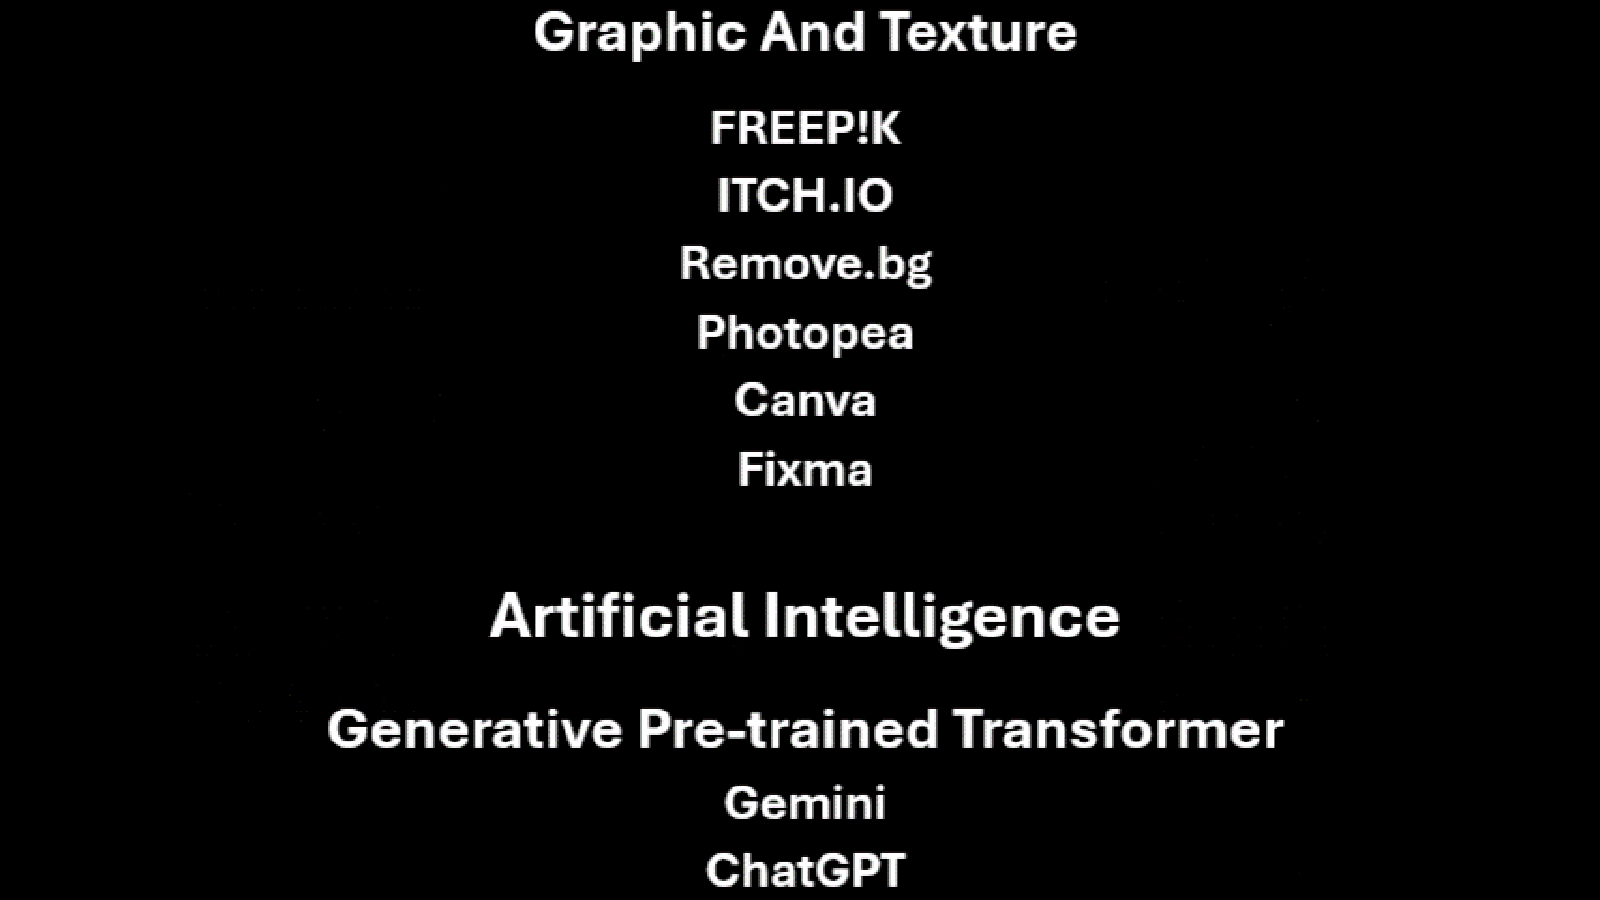 Graphic And Texture
FREEP!K
ITCH.IO
Remove.bg
Photopea
Canva
Fixma
Artificial Intelligence
Generative Pre-trained Transformer
Gemini
ChatGPT